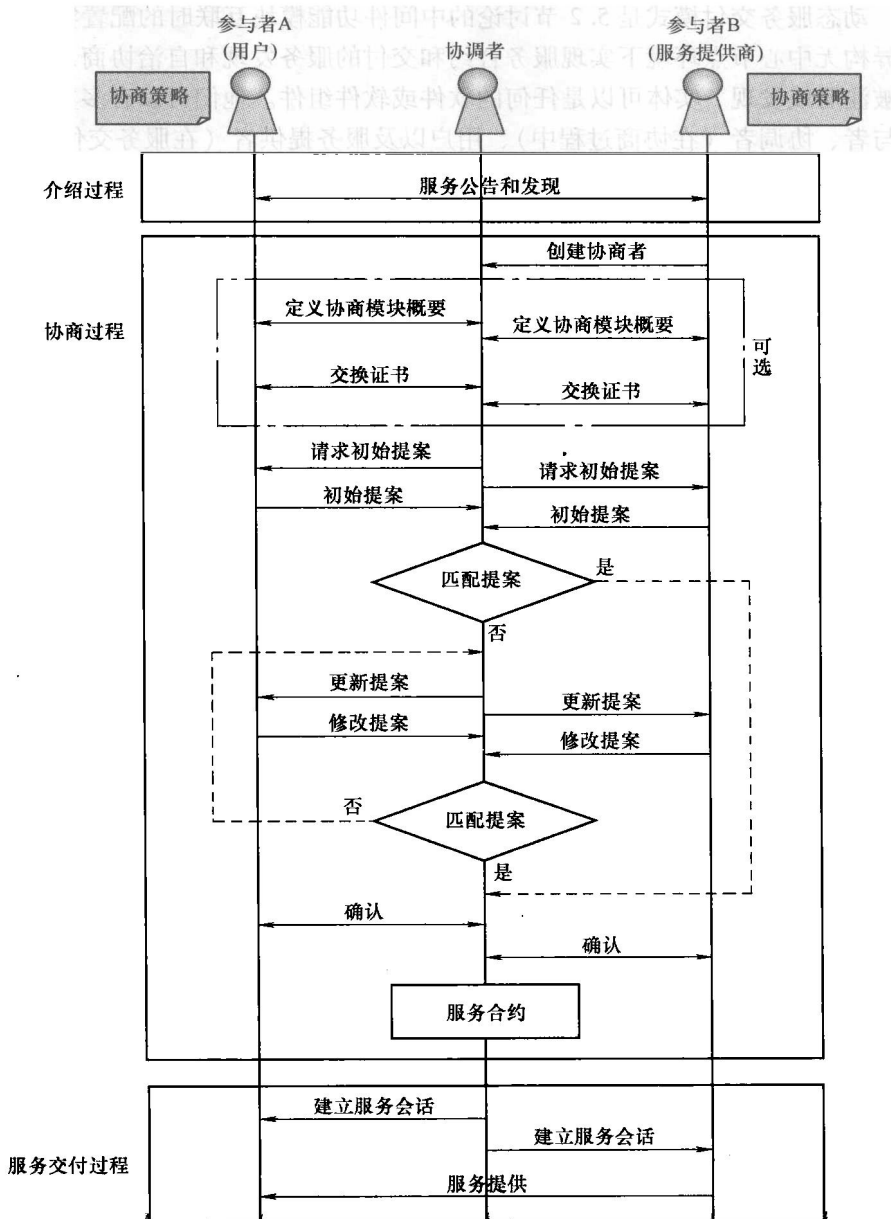 参与者A
(用户)
协调者
参与者B
(服务提供商)
协商策略
协商策略
介绍过程
服务公告和发现
协商过程
创建协商者
定义协商模块概要
定义协商模块概要
可选
交换证书
交换证书
请求初始提案
请求初始提案
初始提案
初始提案
匹配提案
是
否
更新提案
更新提案
修改提案
修改提案
否
匹配提案
是
确认
确认
服务合约
服务交付过程
建立服务会话
建立服务会话
服务提供